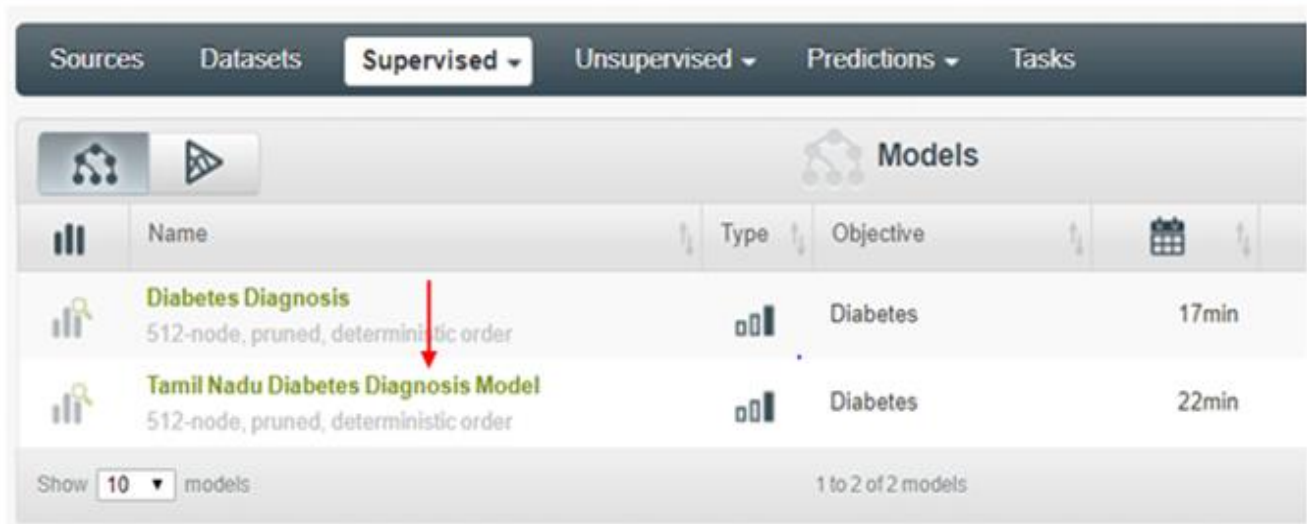 Sources Datasets Supervised Unsupervised Predictions Tasks
Models
Name Type Objective
Diabetes Diagnosis
512-node, pruned, deterministic order
Diabetes 17min
Tamil Nadu Diabetes Diagnosis Model
512-node, pruned, deterministic order
Diabetes 22min
Show 10 models 1 to 2 of 2 models